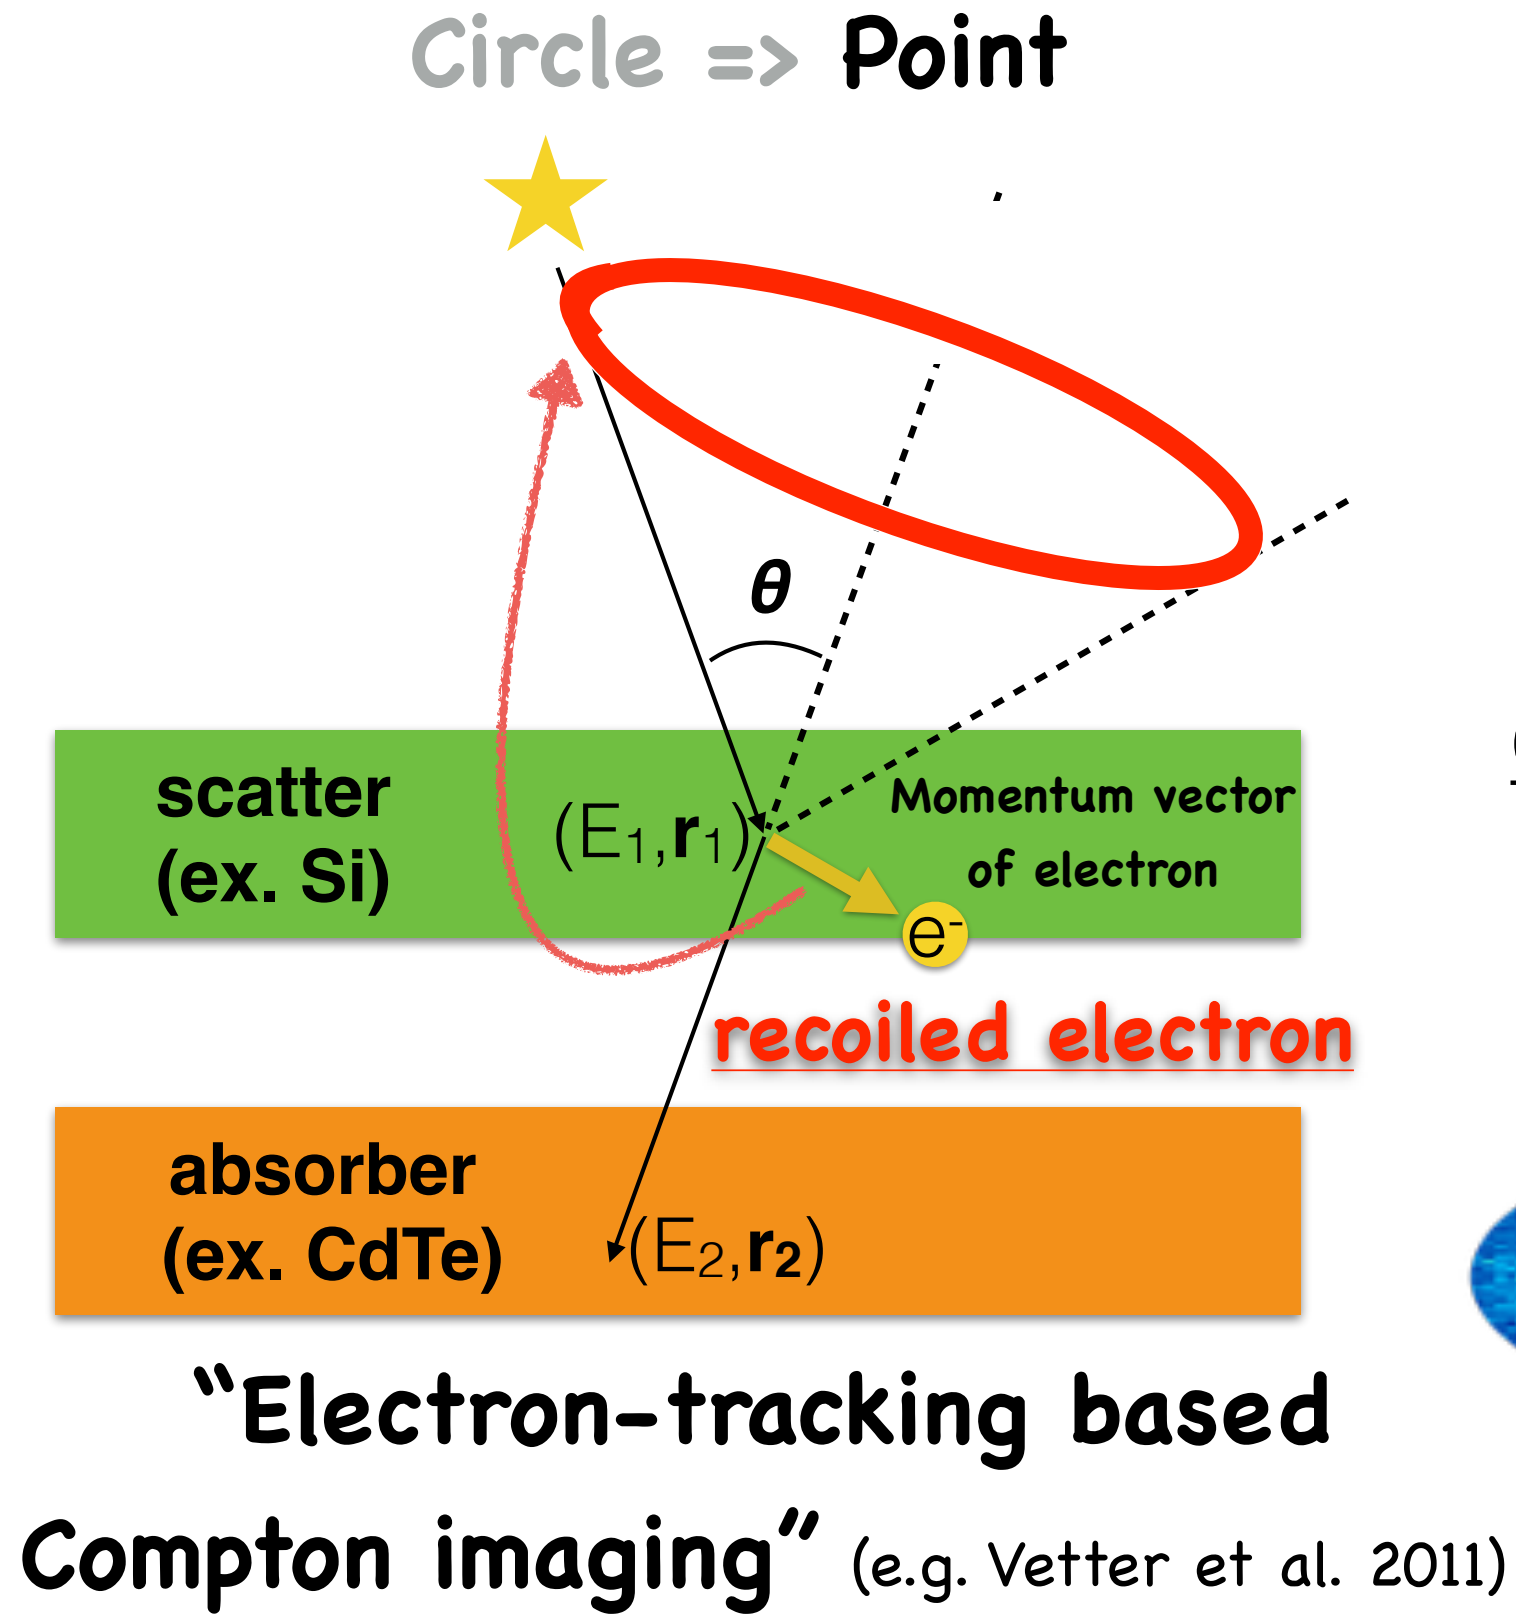 Circle => Point
θ
scatter
(ex. Si)
(E₁,r₁)
Momentum vector
of electron
e⁻
recoiled electron
absorber
(ex. CdTe)
(E₂,r₂)
“Electron-tracking based
Compton imaging” (e.g. Vetter et al. 2011)